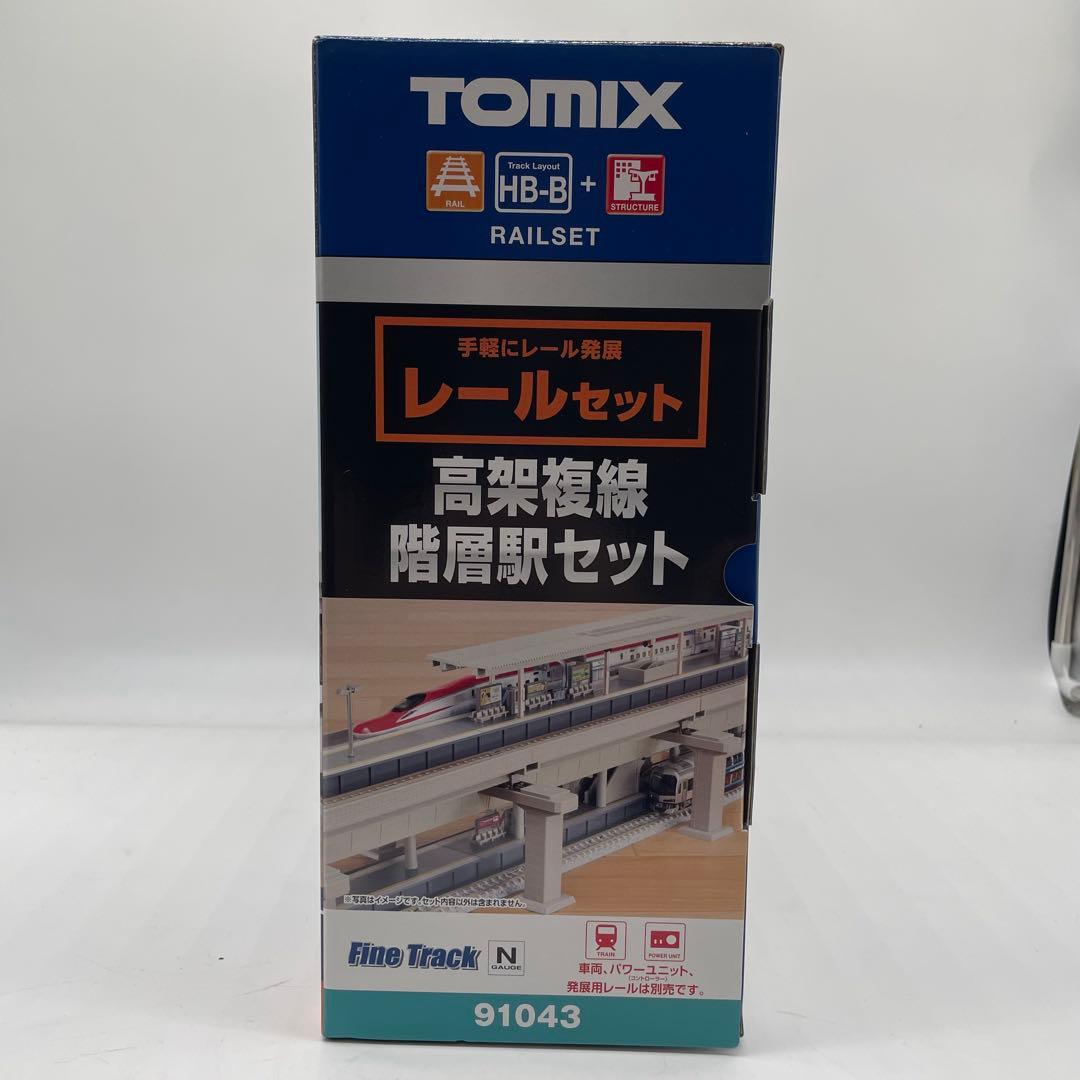 TOMIX
RAIL
Track Layout
HB-B
+
STRUCTURE
RAILSET
手軽にレール発展
レールセット
高架複線
階層駅セット
※写真はイメージです。セット内容以外は含まれません。
Fine Track
N
GAUGE
TRAIN
POWER UNIT
車両、パワーユニット、
(コントローラー)
発展用レールは別売です。
91043